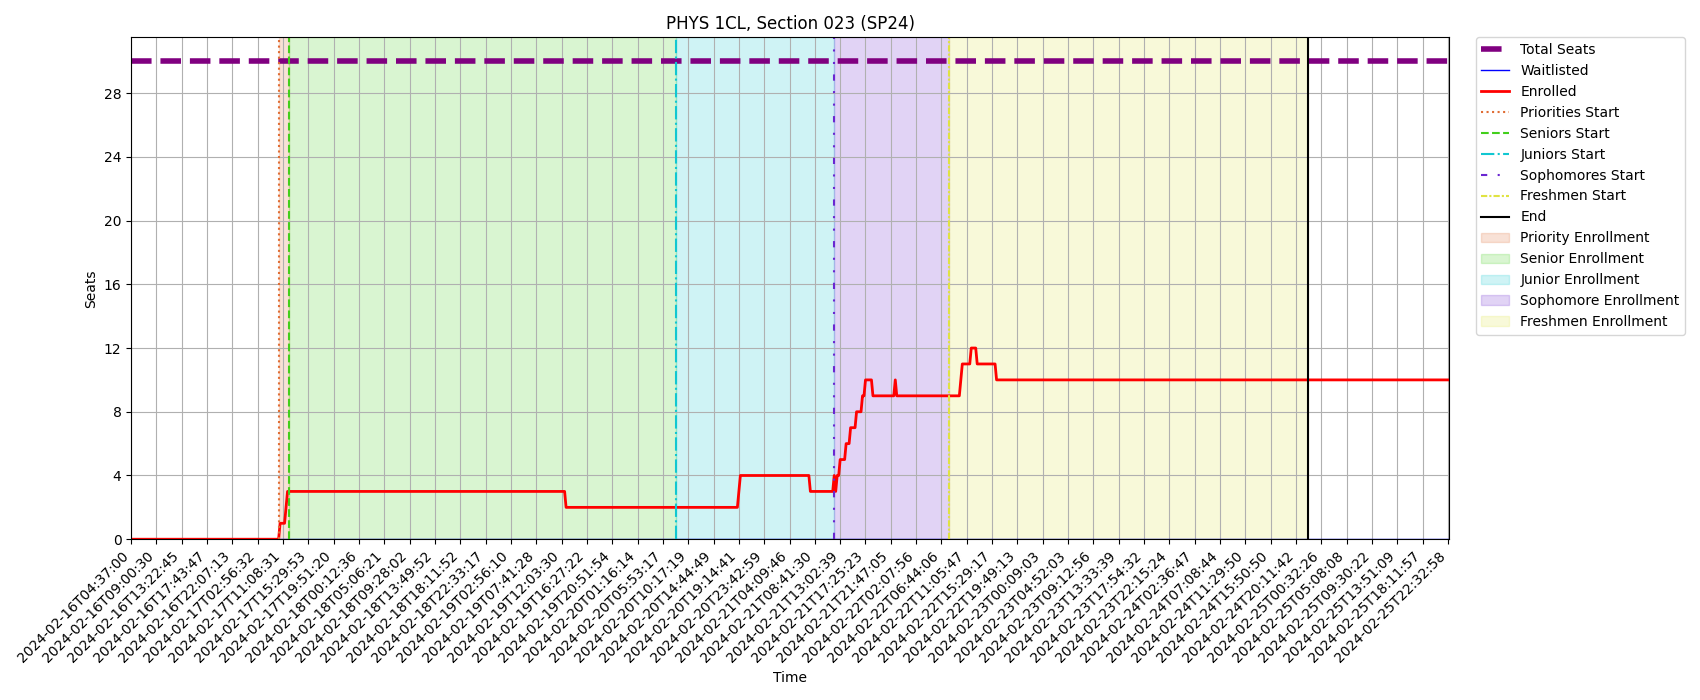 PHYS 1CL, Section 023 (SP24)
Seats
28
24
20
16
12
8
4
0
2024-02-16T04:37:00
2024-02-16T09:00:30
2024-02-16T13:22:45
2024-02-16T17:43:47
2024-02-16T22:07:13
2024-02-17T02:56:32
2024-02-17T11:08:31
2024-02-17T15:29:53
2024-02-17T19:51:20
2024-02-18T00:12:36
2024-02-18T05:06:21
2024-02-18T09:28:02
2024-02-18T13:49:52
2024-02-18T18:11:52
2024-02-18T22:33:17
2024-02-19T02:56:10
2024-02-19T07:41:28
2024-02-19T12:03:30
2024-02-19T16:27:22
2024-02-19T20:51:54
2024-02-20T01:16:14
2024-02-20T05:53:17
2024-02-20T10:17:19
2024-02-20T14:44:49
2024-02-20T19:14:41
2024-02-20T23:42:59
2024-02-21T04:09:46
2024-02-21T08:41:30
2024-02-21T13:02:39
2024-02-21T17:25:23
2024-02-21T21:47:05
2024-02-22T02:07:56
2024-02-22T06:44:06
2024-02-22T11:05:47
2024-02-22T15:29:17
2024-02-22T19:49:13
2024-02-23T00:09:03
2024-02-23T04:52:03
2024-02-23T09:12:56
2024-02-23T13:33:39
2024-02-23T17:54:32
2024-02-23T22:15:24
2024-02-24T02:36:47
2024-02-24T07:08:44
2024-02-24T11:29:50
2024-02-24T15:50:50
2024-02-24T20:11:42
2024-02-25T00:32:26
2024-02-25T05:08:08
2024-02-25T09:30:22
2024-02-25T13:51:09
2024-02-25T18:11:57
2024-02-25T22:32:58
Time
Total Seats
Waitlisted
Enrolled
Priorities Start
Seniors Start
Juniors Start
Sophomores Start
Freshmen Start
End
Priority Enrollment
Senior Enrollment
Junior Enrollment
Sophomore Enrollment
Freshmen Enrollment